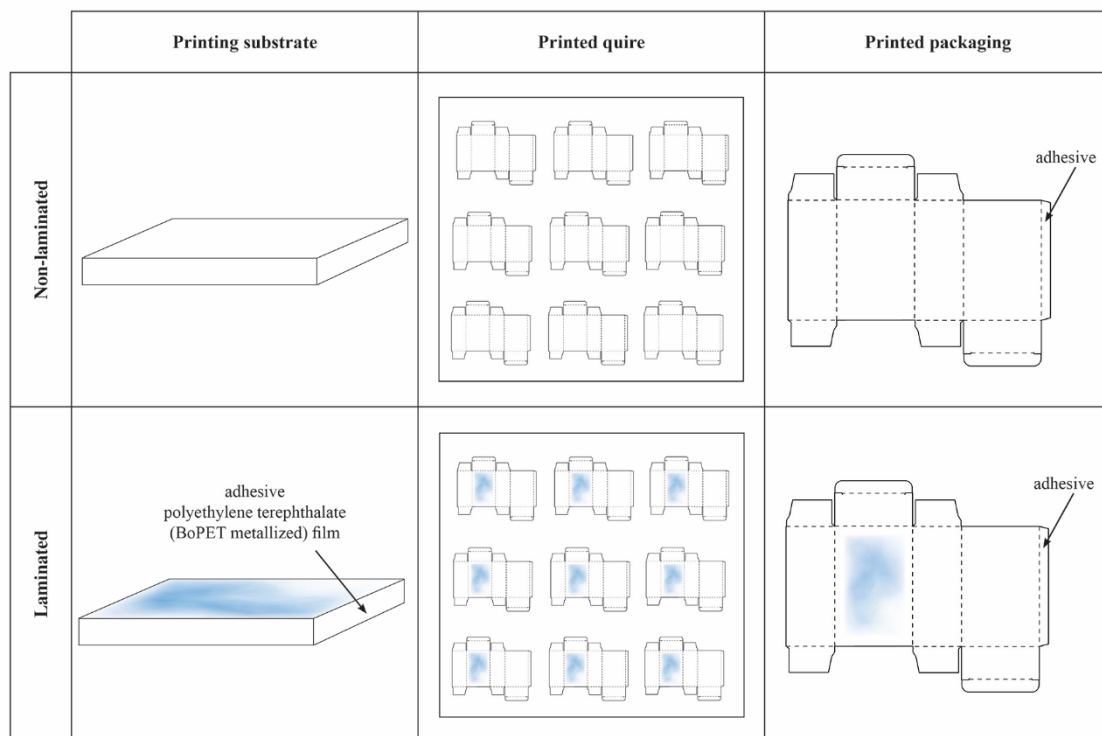 Printing substrate
Printed quire
Printed packaging
Non-laminated
adhesive
Laminated
adhesive
polyethylene terephthalate
(BoPET metallized) film
adhesive